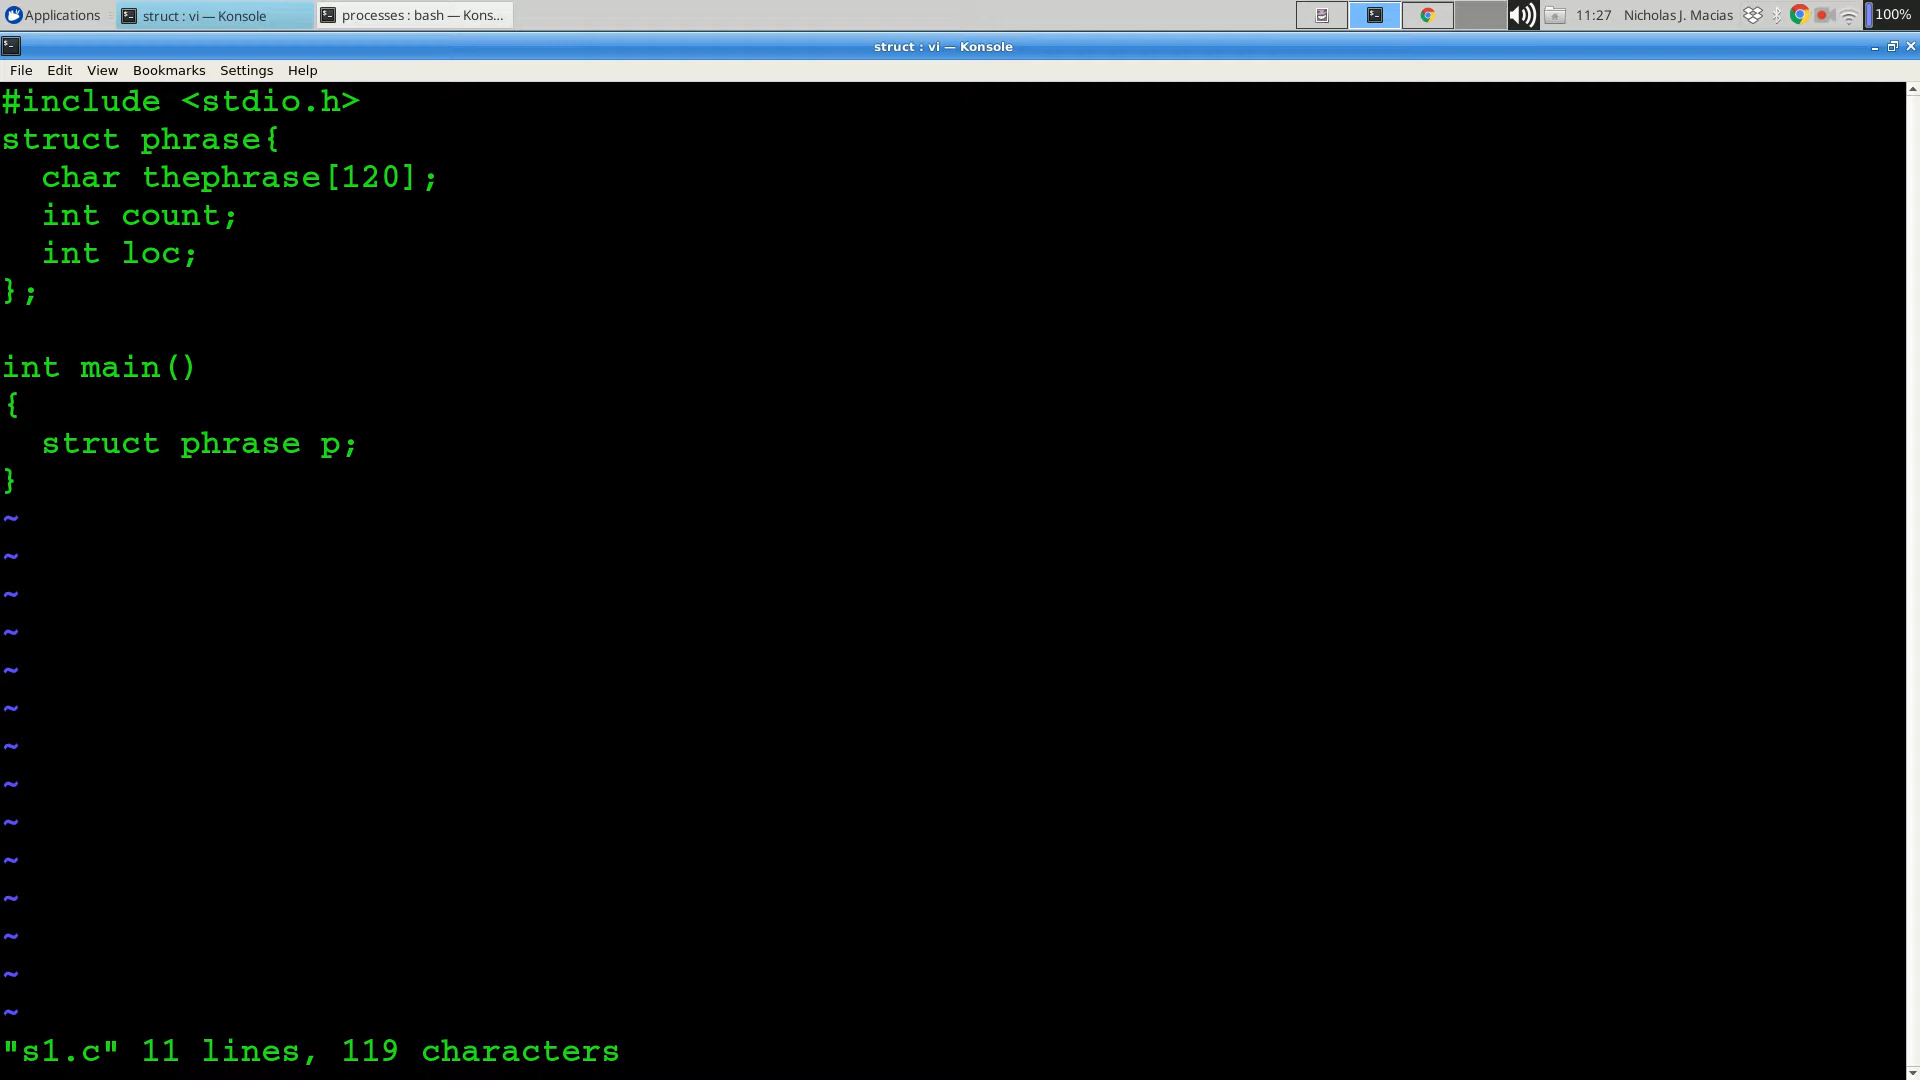 Applications struct : vi — Konsole processes : bash — Kons... 11:27 Nicholas J. Macias 100%
struct : vi — Konsole
File Edit View Bookmarks Settings Help
#include <stdio.h>
struct phrase{
  char thephrase[120];
  int count;
  int loc;
};

int main()
{
  struct phrase p;
}
~
~
~
~
~
~
~
~
~
~
~
~
~
~
"s1.c" 11 lines, 119 characters